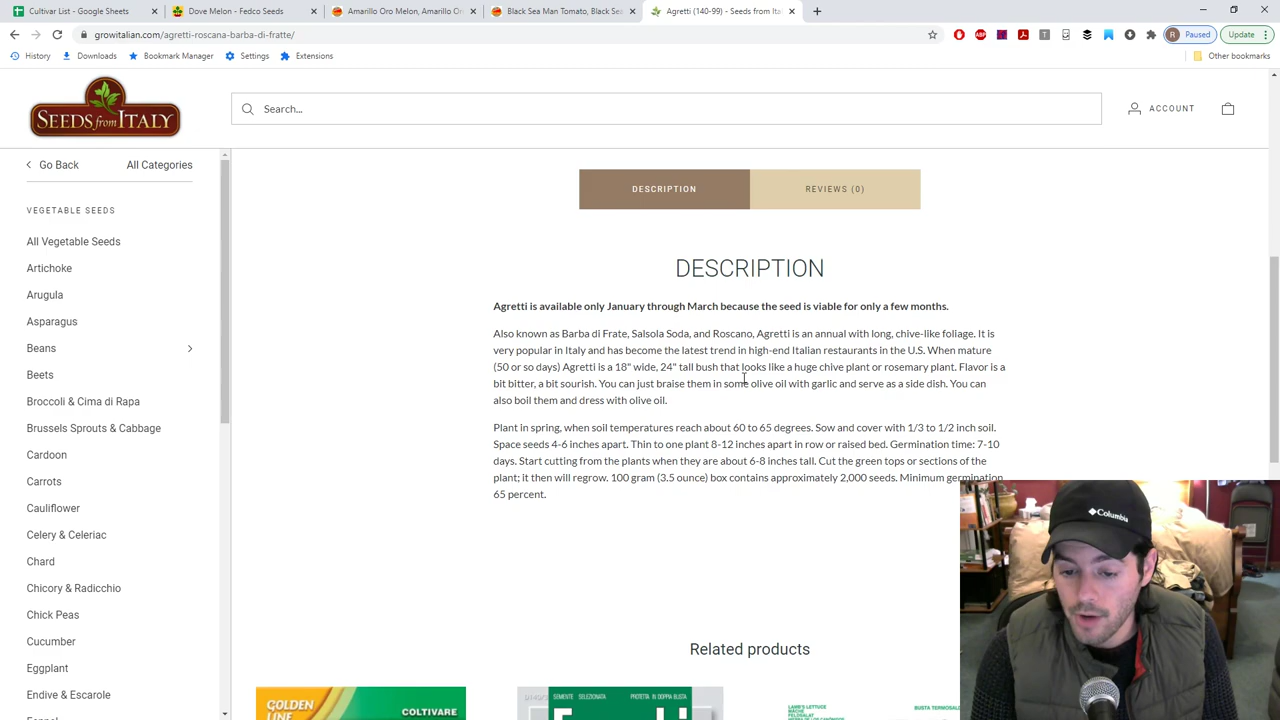 Cultivar List - Google Sheets
Dove Melon - Fedco Seeds
Amarillo Oro Melon, Amarillo Or
Black Sea Man Tomato, Black Se
Agretti (140-99) - Seeds from Ita
growitalian.com/agretti-roscana-barba-di-fratte/
R Paused
Update
History
Downloads
Bookmark Manager
Settings
Extensions
Other bookmarks
SEEDS from ITALY
Search...
ACCOUNT
Go Back
All Categories
VEGETABLE SEEDS
All Vegetable Seeds
Artichoke
Arugula
Asparagus
Beans
Beets
Broccoli & Cima di Rapa
Brussels Sprouts & Cabbage
Cardoon
Carrots
Cauliflower
Celery & Celeriac
Chard
Chicory & Radicchio
Chick Peas
Cucumber
Eggplant
Endive & Escarole
DESCRIPTION
REVIEWS (0)
DESCRIPTION
Agretti is available only January through March because the seed is viable for only a few months.
Also known as Barba di Frate, Salsola Soda, and Roscano, Agretti is an annual with long, chive-like foliage. It is
very popular in Italy and has become the latest trend in high-end Italian restaurants in the U.S. When mature
(50 or so days) Agretti is a 18" wide, 24" tall bush that looks like a huge chive plant or rosemary plant. Flavor is a
bit bitter, a bit sourish. You can just braise them in some olive oil with garlic and serve as a side dish. You can
also boil them and dress with olive oil.
Plant in spring, when soil temperatures reach about 60 to 65 degrees. Sow and cover with 1/3 to 1/2 inch soil.
Space seeds 4-6 inches apart. Thin to one plant 8-12 inches apart in row or raised bed. Germination time: 7-10
days. Start cutting from the plants when they are about 6-8 inches tall. Cut the green tops or sections of the
plant; it then will regrow. 100 gram (3.5 ounce) box contains approximately 2,000 seeds. Minimum germination
65 percent.
Related products
GOLDEN
LINE
COLTIVARE
SEMENTE SELEZIONATA
PROTETTA IN DOPPIA BUSTA
LAMB'S LETTUCE
MÂCHE
FELDSALAT
BUSTA TERMOSALD
Columbia